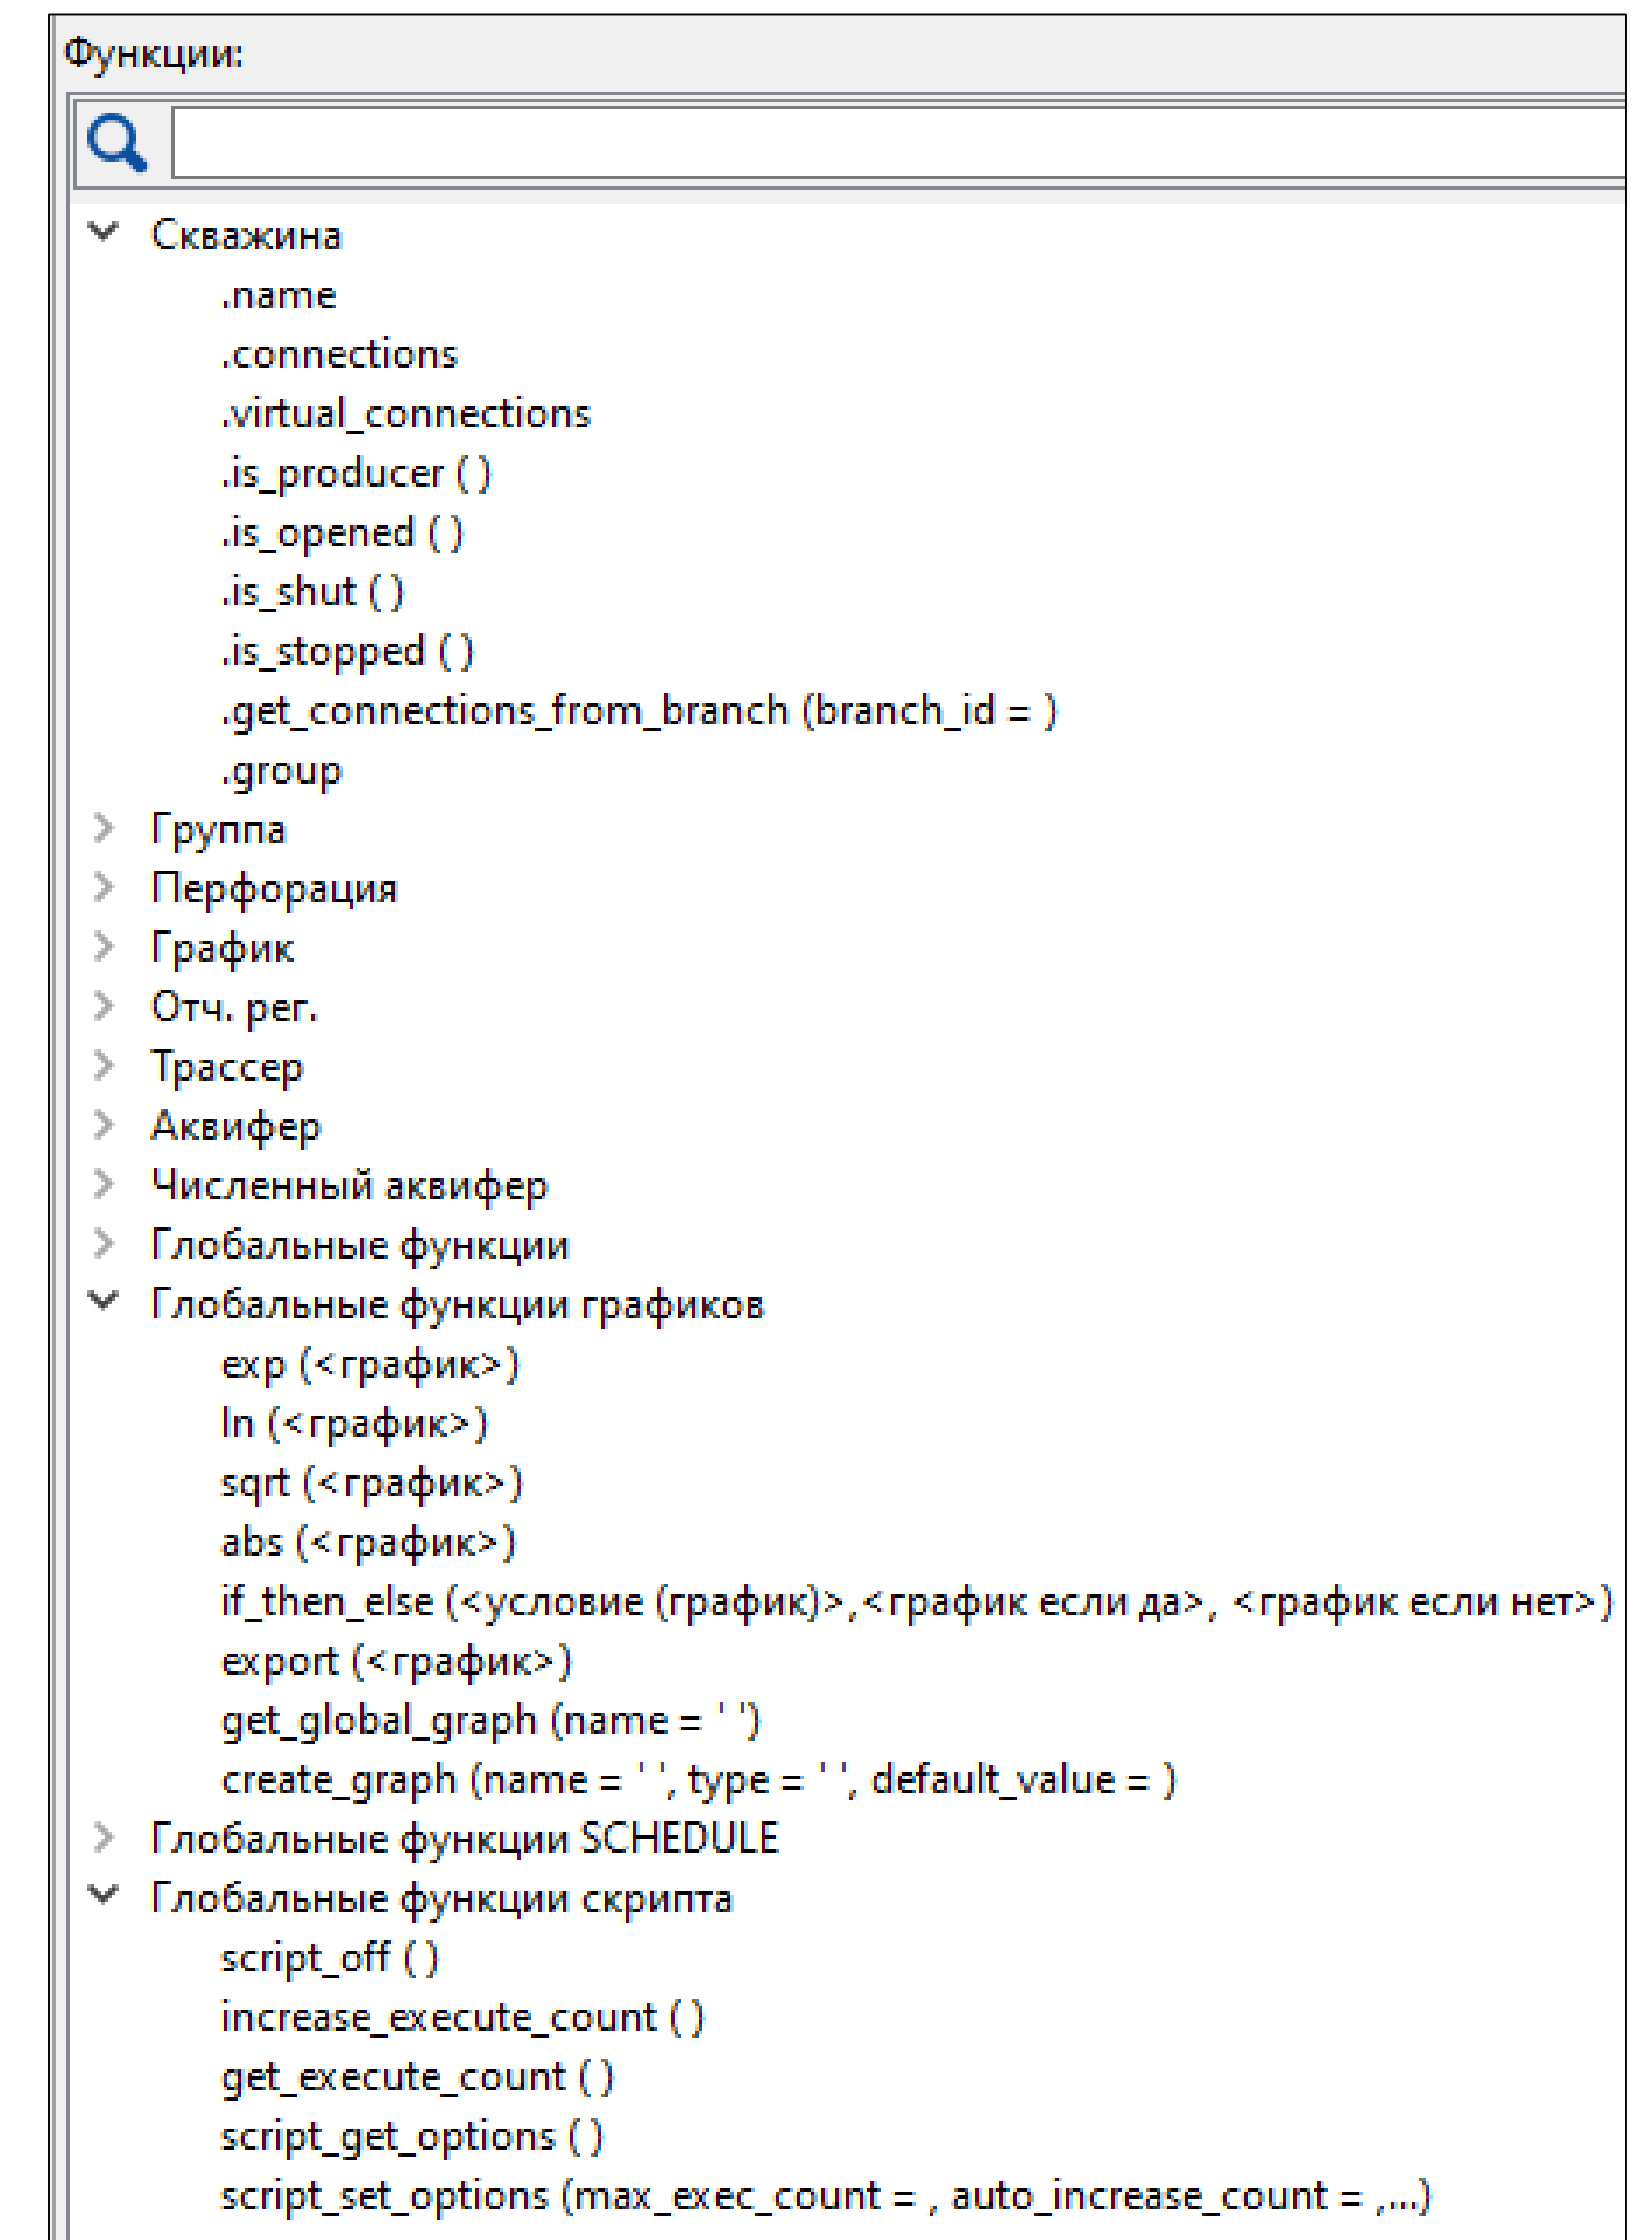 Функции:
Скважина
.name
.connections
.virtual_connections
.is_producer ( )
.is_opened ( )
.is_shut ( )
.is_stopped ( )
.get_connections_from_branch (branch_id = )
.group
Группа
Перфорация
График
Отч. рег.
Трассер
Аквифер
Численный аквифер
Глобальные функции
Глобальные функции графиков
exp (<график>)
ln (<график>)
sqrt (<график>)
abs (<график>)
if_then_else (<условие (график)>,<график если да>, <график если нет>)
export (<график>)
get_global_graph (name = ' ')
create_graph (name = ' ', type = ' ', default_value = )
Глобальные функции SCHEDULE
Глобальные функции скрипта
script_off ( )
increase_execute_count ( )
get_execute_count ( )
script_get_options ( )
script_set_options (max_exec_count = , auto_increase_count = ,...)